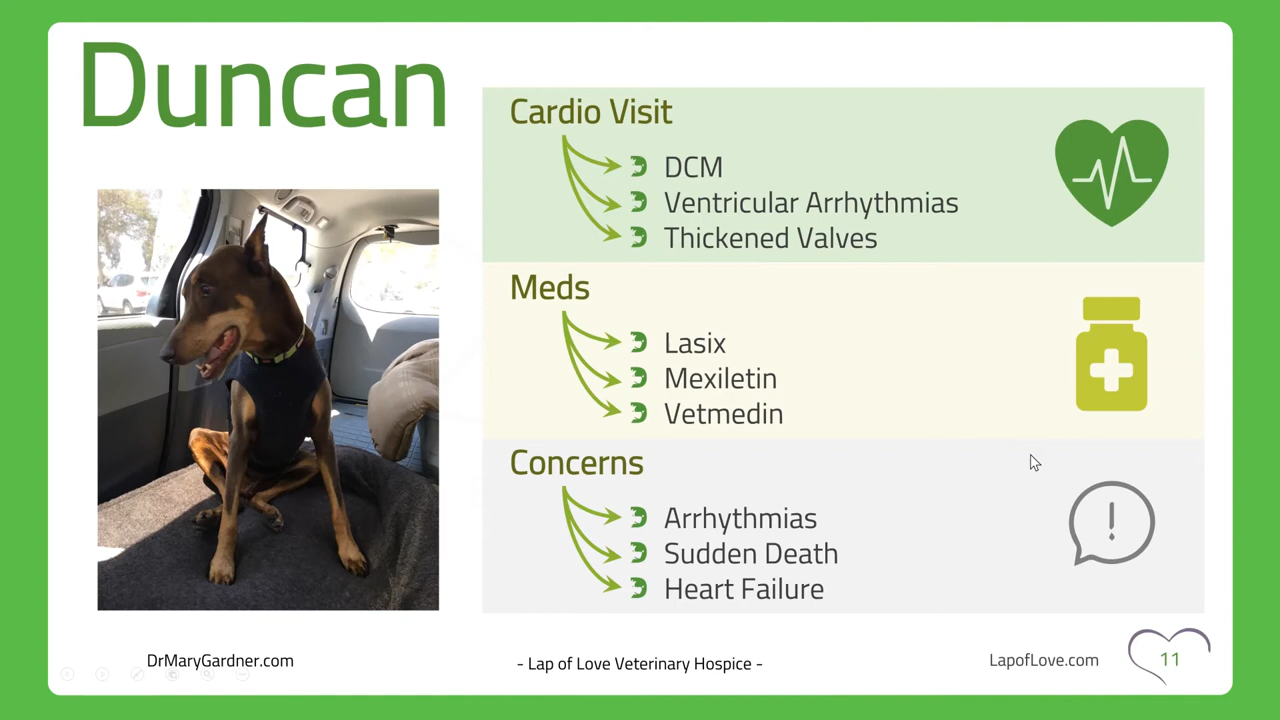 Duncan
Cardio Visit
DCM
Ventricular Arrhythmias
Thickened Valves
Meds
Lasix
Mexiletin
Vetmedin
Concerns
Arrhythmias
Sudden Death
Heart Failure
DrMaryGardner.com
- Lap of Love Veterinary Hospice -
LapofLove.com
11